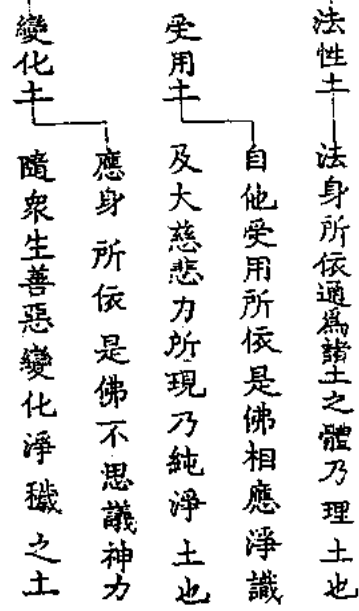 法性土 法身所依通爲諸土之體乃理土也
自他受用所依是佛相應淨識
受用土 及大慈悲力所現乃純淨土也
應身所依是佛不思議神力
變化土 隨衆生善惡變化淨穢之土